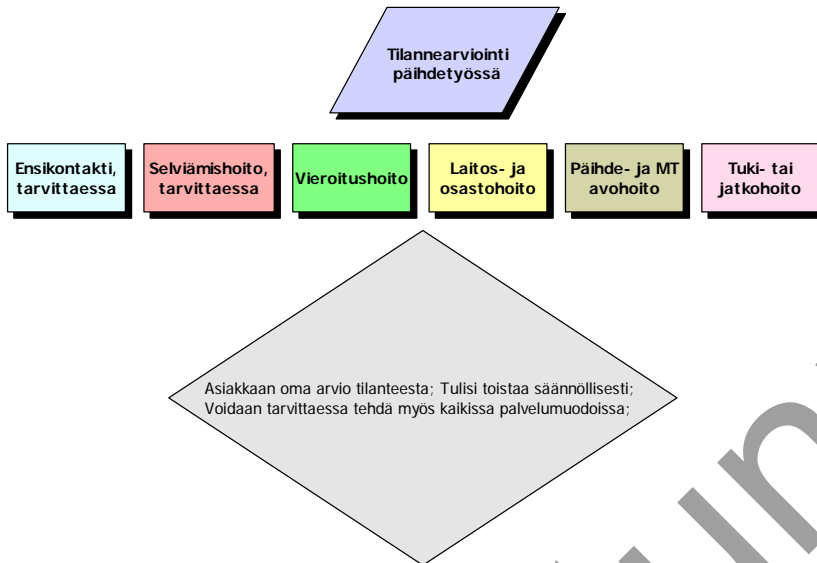 Tilannearviointi
päihdetyössä
Ensikontakti,
tarvittaessa
Selviämishoito,
tarvittaessa
Vieroitushoito
Laitos- ja
osastohoito
Päihde- ja MT
avohoito
Tuki- tai
jatkohoito
Asiakkaan oma arvio tilanteesta; Tulisi toistaa säännöllisesti;
Voidaan tarvittaessa tehdä myös kaikissa palvelumuodoissa;